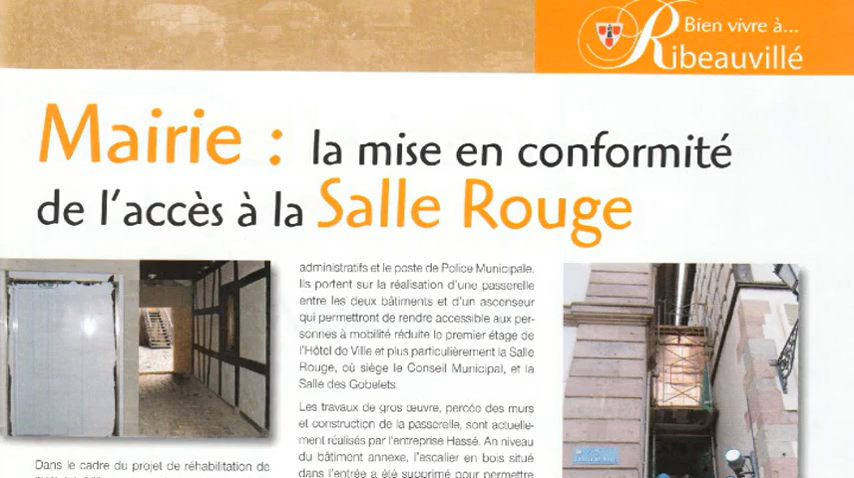 Bien vivre à...
Ribeauvillé
Mairie : la mise en conformité
de l'accès à la Salle Rouge
Dans le cadre du projet de réhabilitation de
administratifs et le poste de Police Municipale.
Ils portent sur la réalisation d'une passerelle
entre les deux bâtiments et d'un ascenseur
qui permettront de rendre accessible aux per-
sonnes à mobilité réduite le premier étage de
l'Hôtel de Ville et plus particulièrement la Salle
Rouge, où siège le Conseil Municipal, et la
Salle des Gobelets.
Les travaux de gros œuvre, percée des murs
et construction de la passerelle, sont actuelle-
ment réalisés par l'entreprise Hassé. An niveau
du bâtiment annexe, l'escalier en bois situé
dans l'entrée a été supprimé pour permettre